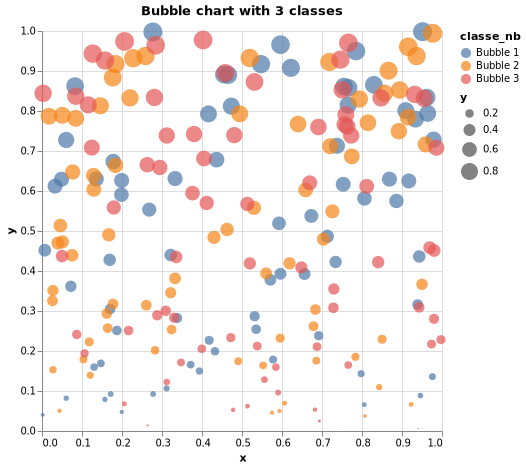 Bubble chart with 3 classes
classe_nb
Bubble 1
Bubble 2
Bubble 3
y
0.2
0.4
0.6
0.8
y
1.0
0.9
0.8
0.7
0.6
0.5
0.4
0.3
0.2
0.1
0.0
0.0 0.1 0.2 0.3 0.4 0.5 0.6 0.7 0.8 0.9 1.0
x